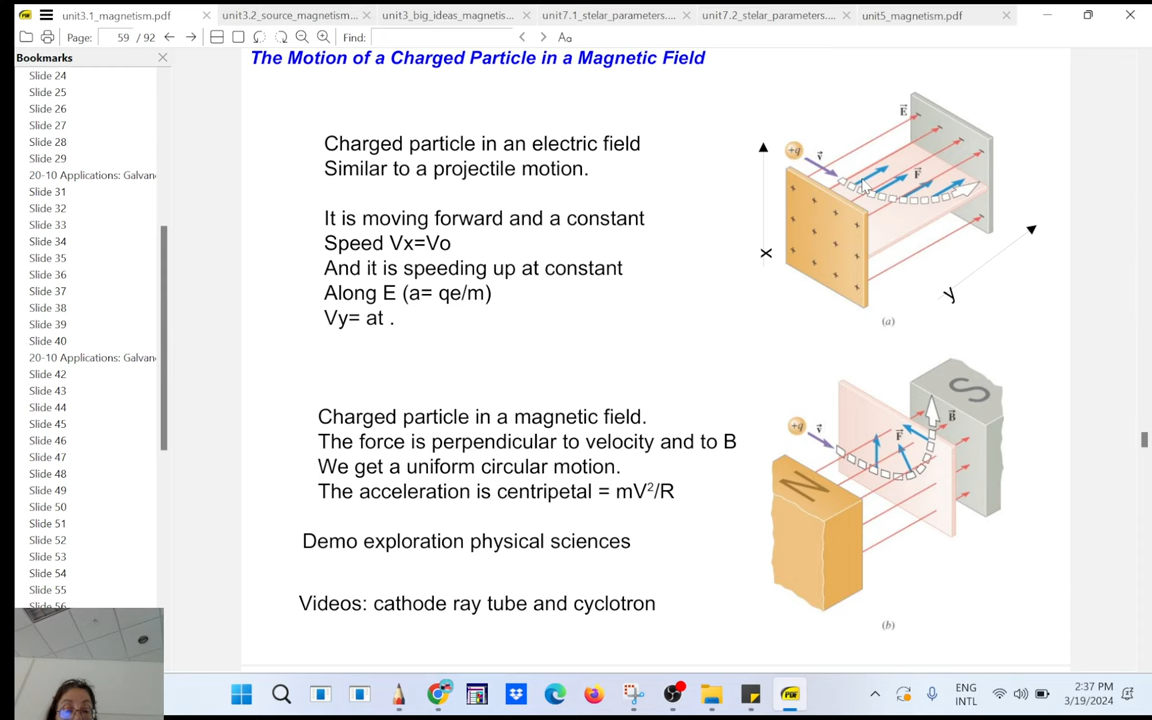 unit3.1_magnetism.pdf
unit3.2_source_magnetism....
unit3_big_ideas_magnetis...
unit7.1_stelar_parameters....
unit7.2_stelar_parameters....
unit5_magnetism.pdf
Page: 59 / 92
Find:
Aa
Bookmarks
Slide 24
Slide 25
Slide 26
Slide 27
Slide 28
Slide 29
20-10 Applications: Galvan
Slide 31
Slide 32
Slide 33
Slide 34
Slide 35
Slide 36
Slide 37
Slide 38
Slide 39
Slide 40
20-10 Applications: Galvan
Slide 42
Slide 43
Slide 44
Slide 45
Slide 46
Slide 47
Slide 48
Slide 49
Slide 50
Slide 51
Slide 52
Slide 53
Slide 54
Slide 55
Slide 56
The Motion of a Charged Particle in a Magnetic Field
Charged particle in an electric field
Similar to a projectile motion.
It is moving forward and a constant
Speed Vx=Vo
And it is speeding up at constant
Along E (a= qe/m)
Vy= at .
+q
v
E
F
x
y
(a)
Charged particle in a magnetic field.
The force is perpendicular to velocity and to B
We get a uniform circular motion.
The acceleration is centripetal = mV²/R
Demo exploration physical sciences
Videos: cathode ray tube and cyclotron
+q
v
S
B
F
N
(b)
PDF
ENG
INTL
2:37 PM
3/19/2024